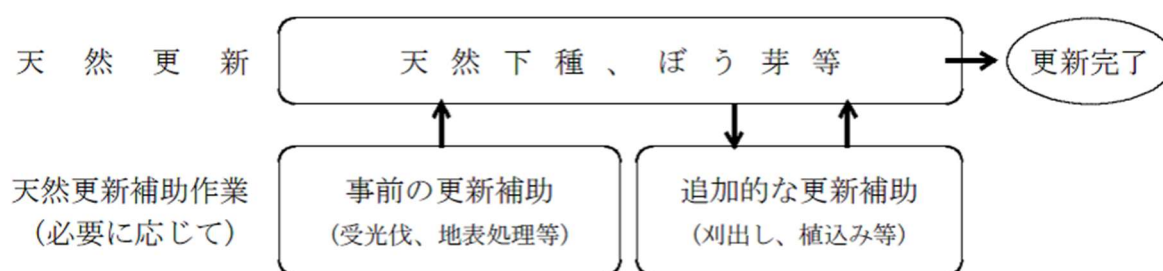 天然更新
天然下種、ぼう芽等
更新完了
天然更新補助作業
(必要に応じて)
事前の更新補助
(受光伐、地表処理等)
追加的な更新補助
(刈出し、植込み等)